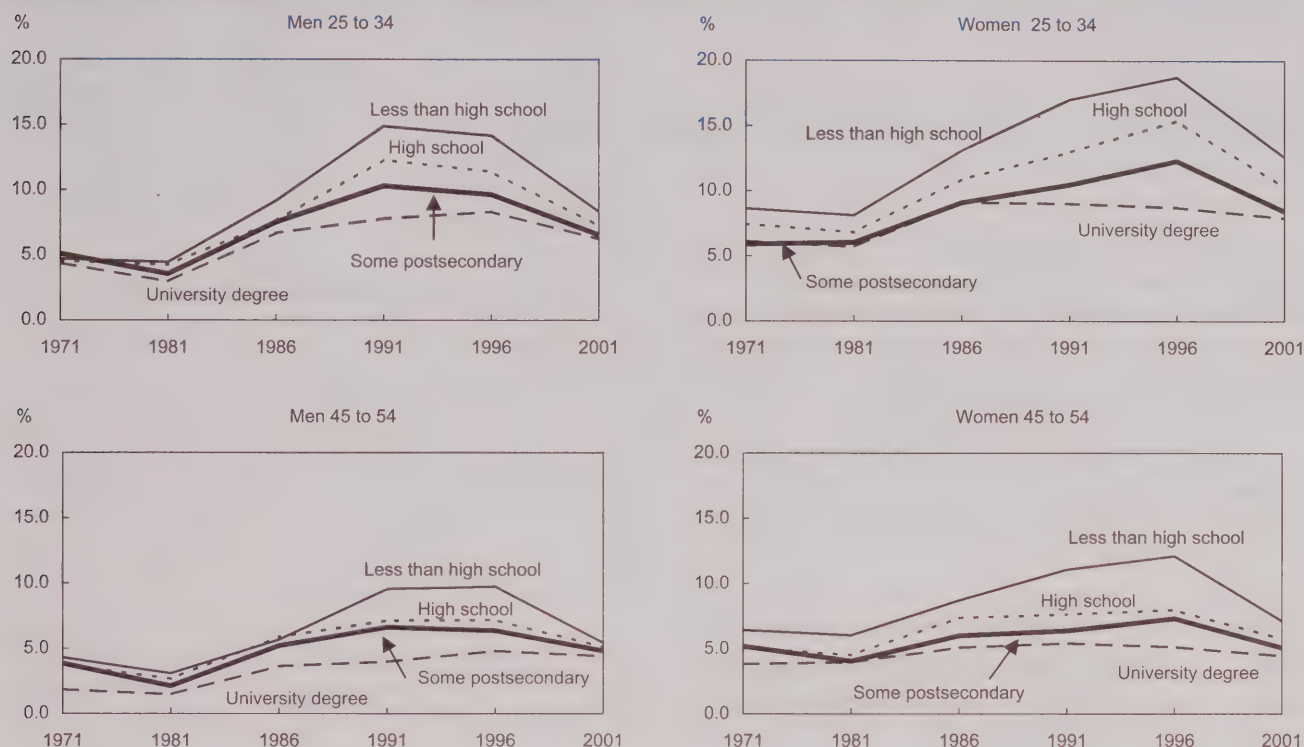 % Men 25 to 34
20.0
15.0
10.0
5.0
0.0
Less than high school
High school
Some postsecondary
University degree
1971 1981 1986 1991 1996 2001
% Women 25 to 34
20.0
15.0
10.0
5.0
0.0
High school
Less than high school
University degree
Some postsecondary
1971 1981 1986 1991 1996 2001
% Men 45 to 54
20.0
15.0
10.0
5.0
0.0
Less than high school
High school
Some postsecondary
University degree
1971 1981 1986 1991 1996 2001
% Women 45 to 54
20.0
15.0
10.0
5.0
0.0
Less than high school
High school
University degree
Some postsecondary
1971 1981 1986 1991 1996 2001